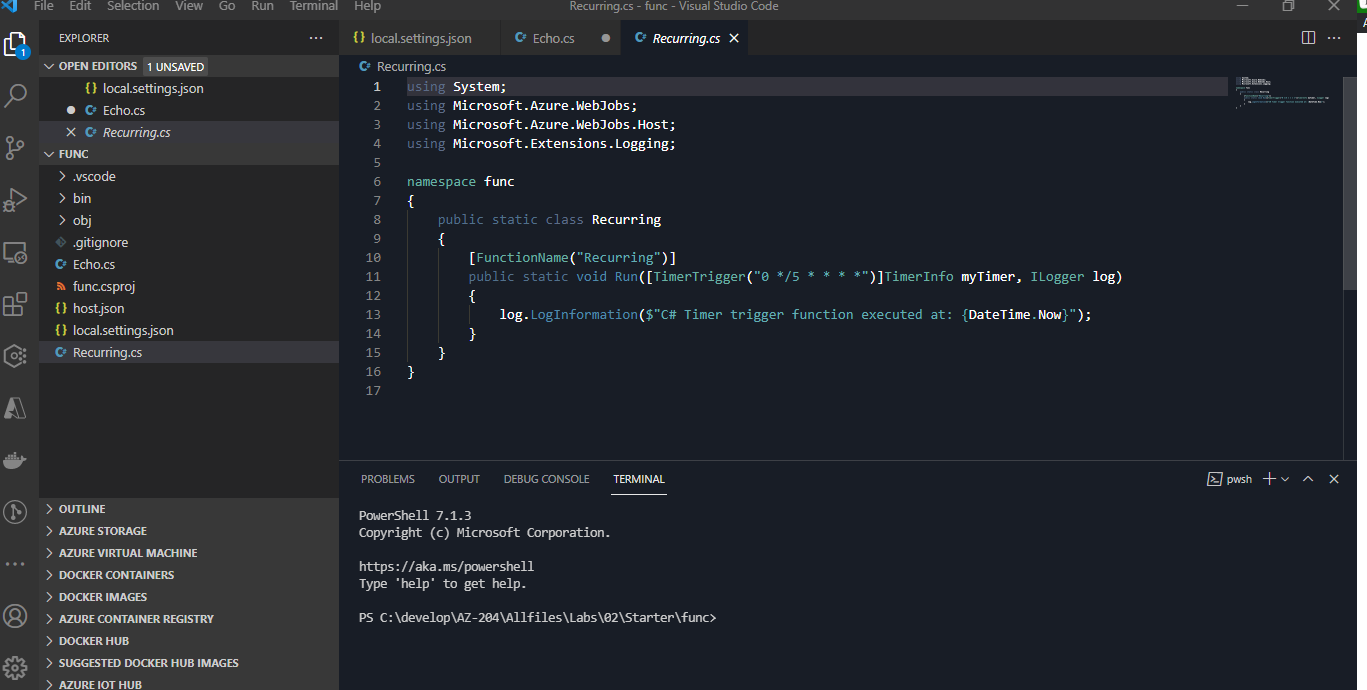 File Edit Selection View Go Run Terminal Help Recurring.cs - func - Visual Studio Code
EXPLORER
OPEN EDITORS 1 UNSAVED
{} local.settings.json
C# Echo.cs
C# Recurring.cs
FUNC
.vscode
bin
obj
.gitignore
C# Echo.cs
func.csproj
{} host.json
{} local.settings.json
C# Recurring.cs
OUTLINE
AZURE STORAGE
AZURE VIRTUAL MACHINE
DOCKER CONTAINERS
DOCKER IMAGES
AZURE CONTAINER REGISTRY
DOCKER HUB
SUGGESTED DOCKER HUB IMAGES
AZURE IOT HUB
1
{} local.settings.json C# Echo.cs C# Recurring.cs
C# Recurring.cs
1 using System;
2 using Microsoft.Azure.WebJobs;
3 using Microsoft.Azure.WebJobs.Host;
4 using Microsoft.Extensions.Logging;
5
6 namespace func
7 {
8 public static class Recurring
9 {
10 [FunctionName("Recurring")]
11 public static void Run([TimerTrigger("0 */5 * * * *")]TimerInfo myTimer, ILogger log)
12 {
13 log.LogInformation($"C# Timer trigger function executed at: {DateTime.Now}");
14 }
15 }
16 }
17
PROBLEMS OUTPUT DEBUG CONSOLE TERMINAL pwsh
PowerShell 7.1.3
Copyright (c) Microsoft Corporation.
https://aka.ms/powershell
Type 'help' to get help.
PS C:\develop\AZ-204\Allfiles\Labs\02\Starter\func>